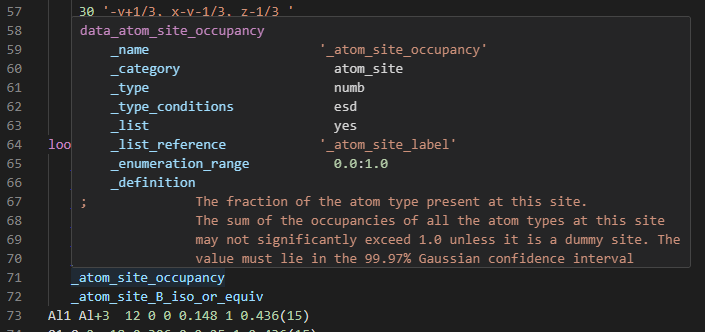 57 30 '-y+1/3, x-y-1/3, z-1/3 '
58 data_atom_site_occupancy
59 _name '_atom_site_occupancy'
60 _category atom_site
61 _type numb
62 _type_conditions esd
63 _list yes
64 loo _list_reference '_atom_site_label'
65 _enumeration_range 0.0:1.0
66 _definition
67 ; The fraction of the atom type present at this site.
68 The sum of the occupancies of all the atom types at this site
69 may not significantly exceed 1.0 unless it is a dummy site. The
70 value must lie in the 99.97% Gaussian confidence interval
71 _atom_site_occupancy
72 _atom_site_B_iso_or_equiv
73 Al1 Al+3 12 0 0 0.148 1 0.436(15)